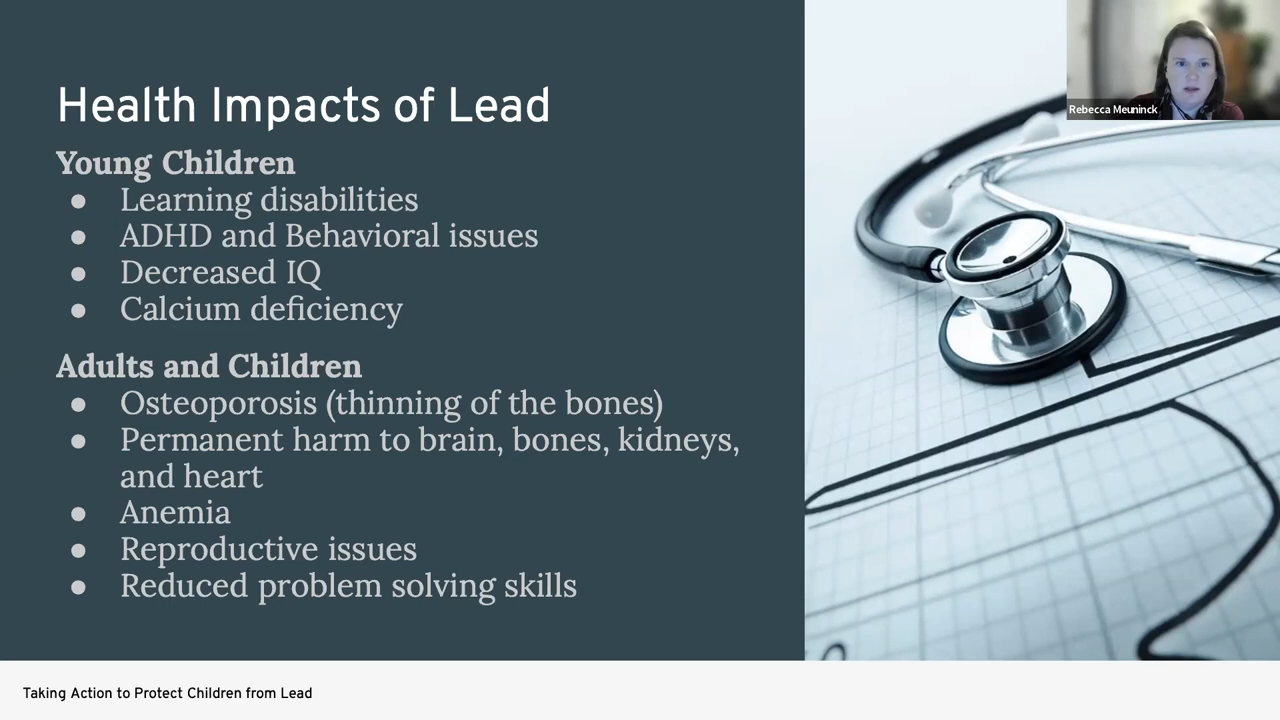 Health Impacts of Lead
Young Children
● Learning disabilities
● ADHD and Behavioral issues
● Decreased IQ
● Calcium deficiency
Adults and Children
● Osteoporosis (thinning of the bones)
● Permanent harm to brain, bones, kidneys,
and heart
● Anemia
● Reproductive issues
● Reduced problem solving skills
Rebecca Meuninck
Taking Action to Protect Children from Lead